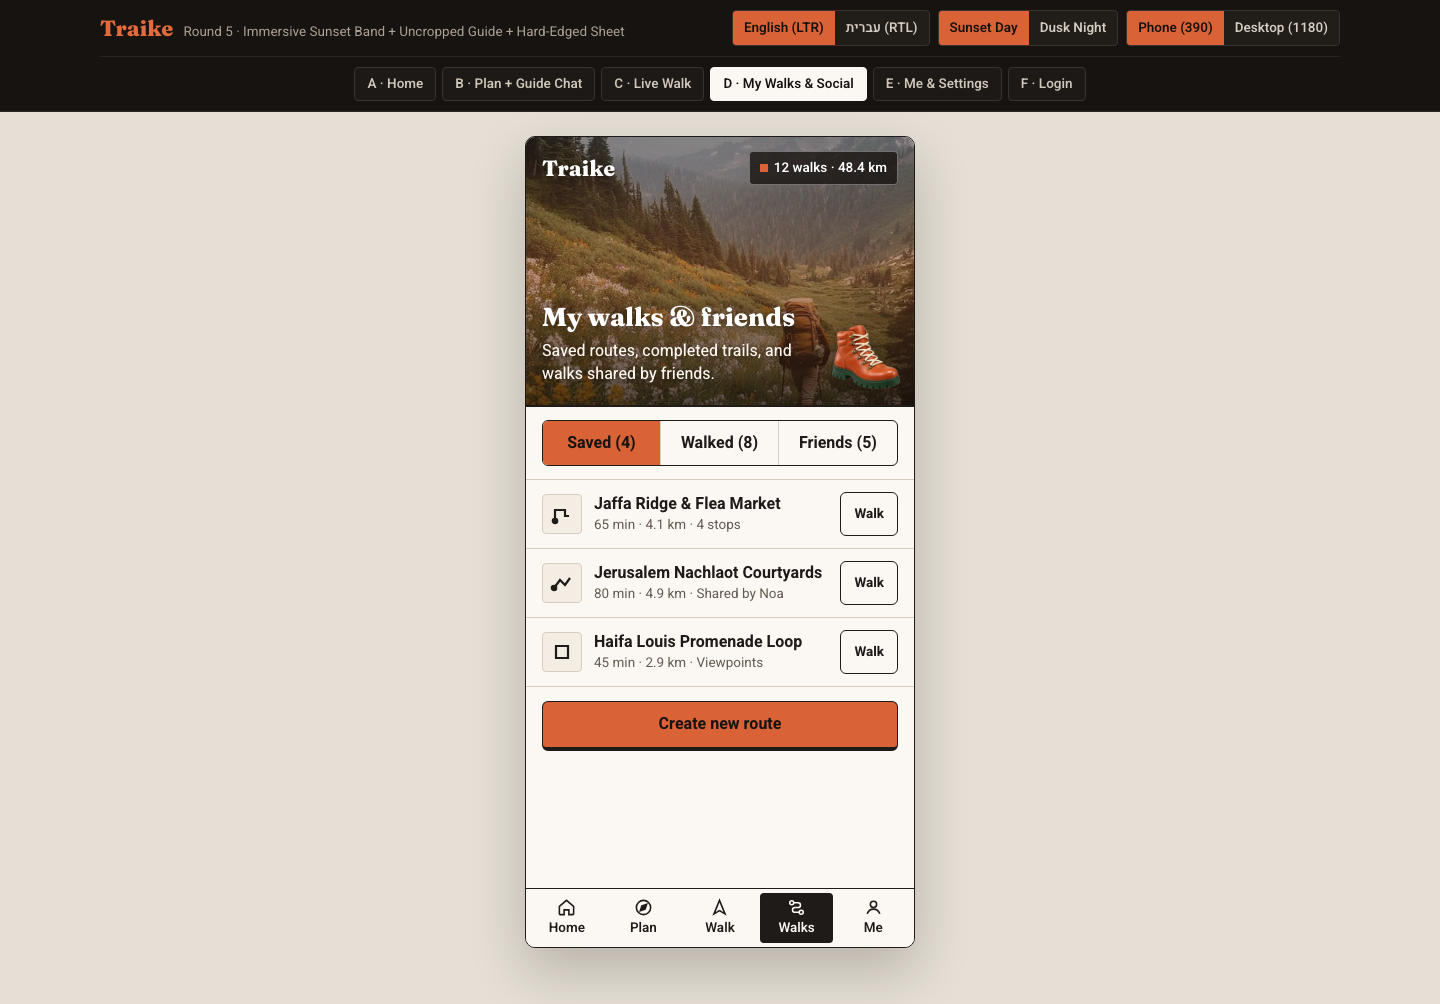 Traike Round 5 · Immersive Sunset Band + Uncropped Guide + Hard-Edged Sheet
English (LTR) עברית (RTL) Sunset Day Dusk Night Phone (390) Desktop (1180)
A · Home B · Plan + Guide Chat C · Live Walk D · My Walks & Social E · Me & Settings F · Login
Traike 12 walks · 48.4 km
My walks & friends
Saved routes, completed trails, and
walks shared by friends.
Saved (4) Walked (8) Friends (5)
Jaffa Ridge & Flea Market
65 min · 4.1 km · 4 stops
Walk
Jerusalem Nachlaot Courtyards
80 min · 4.9 km · Shared by Noa
Walk
Haifa Louis Promenade Loop
45 min · 2.9 km · Viewpoints
Walk
Create new route
Home Plan Walk Walks Me